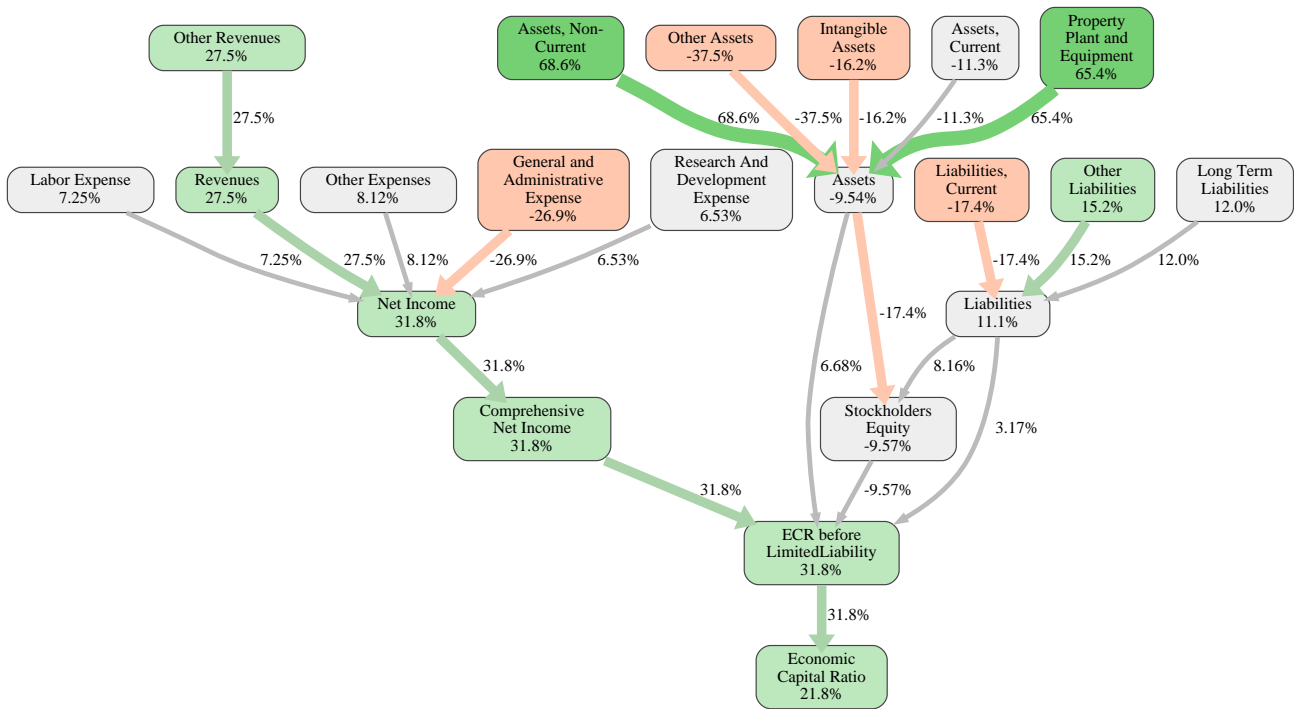 Other Revenues
27.5%
Assets, Non-
Current
68.6%
Other Assets
-37.5%
Intangible
Assets
-16.2%
Assets,
Current
-11.3%
Property
Plant and
Equipment
65.4%
27.5%
68.6%
-37.5%
-16.2%
-11.3%
65.4%
Labor Expense
7.25%
Revenues
27.5%
Other Expenses
8.12%
General and
Administrative
Expense
-26.9%
Research And
Development
Expense
6.53%
Assets
-9.54%
Liabilities,
Current
-17.4%
Other
Liabilities
15.2%
Long Term
Liabilities
12.0%
7.25%
27.5%
8.12%
-26.9%
6.53%
-17.4%
15.2%
12.0%
Net Income
31.8%
-17.4%
Liabilities
11.1%
31.8%
6.68%
8.16%
3.17%
Comprehensive
Net Income
31.8%
Stockholders
Equity
-9.57%
31.8%
-9.57%
ECR before
LimitedLiability
31.8%
31.8%
Economic
Capital Ratio
21.8%